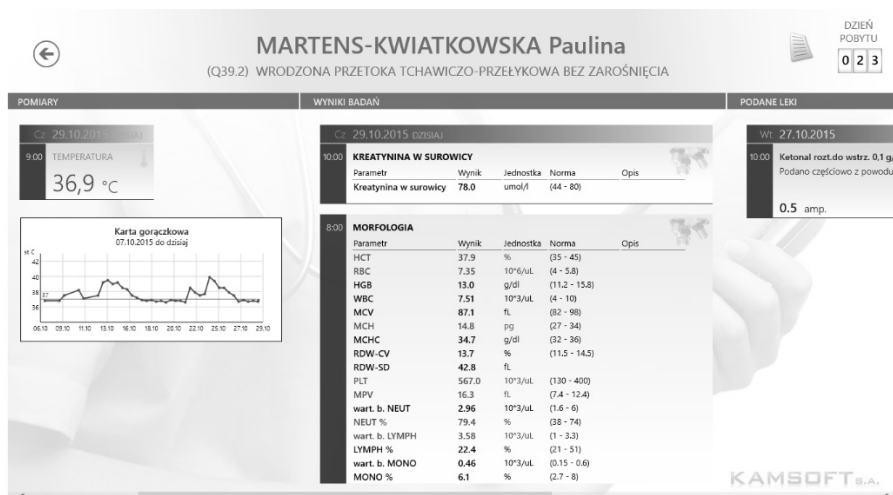 MARTENS-KWIATKOWSKA Paulina
(Q39.2) WRODZONA PRZETOKA TCHAWICZO-PRZEŁYKOWA BEZ ZAROŚNIĘCIA
DZIEŃ
POBYTU
0 2 3
POMIARY
Cz 29.10.2015 DZISIAJ
9:00 TEMPERATURA
36,9 °C
Karta gorączkowa
07.10.2015 do dzisiaj
st C
42
40
38
37
36
06.10 09.10 11.10 13.10 16.10 18.10 20.10 22.10 25.10 27.10 29.10
WYNIKI BADAŃ
Cz 29.10.2015 DZISIAJ
10:00 KREATYNINA W SUROWICY
Parametr Wynik Jednostka Norma Opis
Kreatynina w surowicy 78.0 umol/l (44 - 80)
8:00 MORFOLOGIA
Parametr Wynik Jednostka Norma Opis
HCT 37.9 % (35 - 45)
RBC 7.35 10^6/uL (4 - 5.8)
HGB 13.0 g/dl (11.2 - 15.8)
WBC 7.51 10^3/uL (4 - 10)
MCV 87.1 fL (82 - 98)
MCH 14.8 pg (27 - 34)
MCHC 34.7 g/dl (32 - 36)
RDW-CV 13.7 % (11.5 - 14.5)
RDW-SD 42.8 fL
PLT 567.0 10^3/uL (130 - 400)
MPV 16.3 fL (7.4 - 12.4)
wart. b. NEUT 2.96 10^3/uL (1.6 - 6)
NEUT % 79.4 % (38 - 74)
wart. b. LYMPH 3.58 10^3/uL (1 - 3.3)
LYMPH % 22.4 % (21 - 51)
wart. b. MONO 0.46 10^3/uL (0.15 - 0.6)
MONO % 6.1 % (2.7 - 8)
PODANE LEKI
Wt 27.10.2015
10:00 Ketonal rozt.do wstrz. 0,1 g/
Podano częściowo z powodu
0.5 amp.
KAMSOFT S.A.